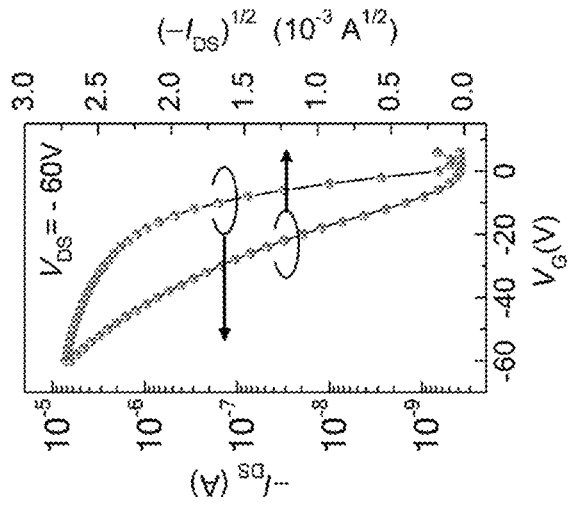 V_DS = - 60V
-I_DS (A)
10^-5
10^-6
10^-7
10^-8
10^-9
(-I_DS)^1/2 (10^-3 A^1/2)
3.0
2.5
2.0
1.5
1.0
0.5
0.0
-60 -40 -20 0
V_G(V)